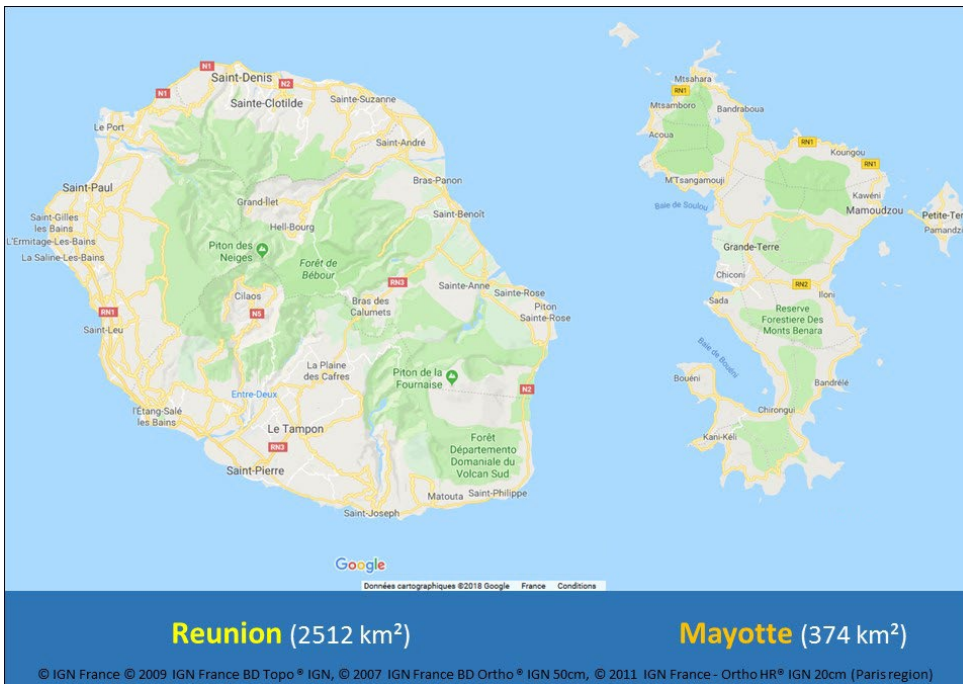 N1
Saint-Denis
N2
N1
Sainte-Clotilde
Sainte-Suzanne
Le Port
Saint-André
Bras-Panon
Saint-Paul
Grand-Îlet
Saint-Benoît
Saint-Gilles
les Bains
Hell-Bourg
L'Ermitage-Les-Bains
Piton des
Neiges
La Saline-Les-Bains
Forêt de
Bébour
RN3
Sainte-Anne
Sainte-Rose
Cilaos
Bras des
Calumets
Piton
Sainte-Rose
RN1
N5
Saint-Leu
La Plaine
des Cafres
Piton de la
Fournaise
N2
Entre-Deux
l'Étang-Salé
les Bains
Le Tampon
RN3
Forêt
Départemento
Domaniale du
Volcan Sud
Saint-Pierre
Matouta
Saint-Philippe
Saint-Joseph
Mtsahara
RN1
Mtsamboro
Bandraboua
Acoua
RN1
Koungou
RN1
M'Tsangamouji
Kawéni
Baie de Soulou
Mamoudzou
Petite-Ter
Pamandzi
Grande-Terre
Chiconi
RN2
Sada
Iloni
Reserve
Forestiere Des
Monts Benara
Baie de Bouéni
Bouéni
Bandrélé
Chirongui
Kani-Kéli
Google
Données cartographiques ©2018 Google France Conditions
Reunion (2512 km²)
Mayotte (374 km²)
© IGN France © 2009 IGN France BD Topo ® IGN, © 2007 IGN France BD Ortho ® IGN 50cm, © 2011 IGN France - Ortho HR® IGN 20cm (Paris region)